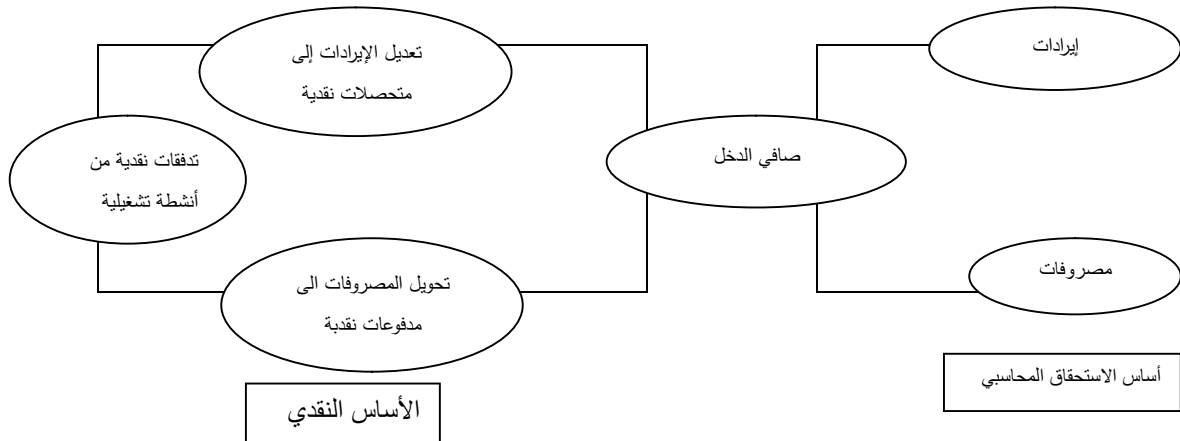 إيرادات
تعديل الإيرادات إلى
متحصلات نقدية
صافي الدخل
تدفقات نقدية من
أنشطة تشغيلية
مصروفات
تحويل المصروفات الى
مدفوعات نقدبة
أساس الاستحقاق المحاسبي
الأساس النقدي